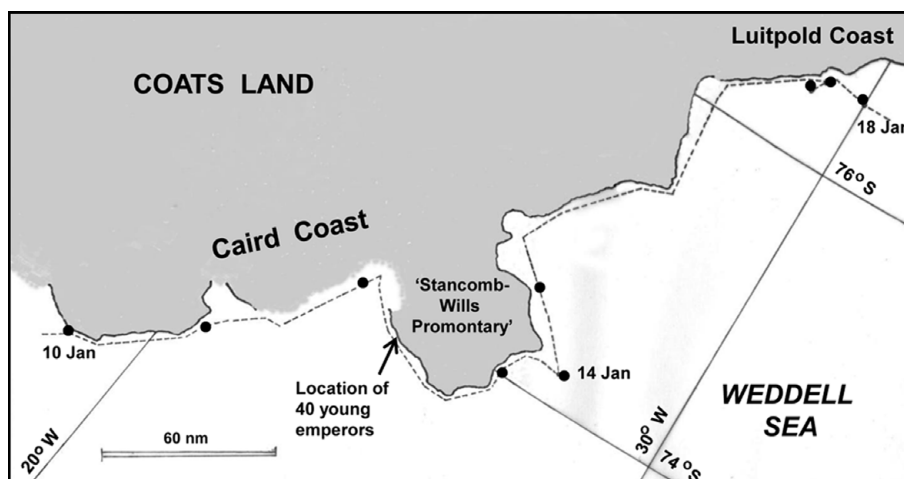 Luitpold Coast
COATS LAND
18 Jan
76° S
Caird Coast
'Stancomb-
Wills
Promontary'
10 Jan
14 Jan
Location of
40 young
emperors
WEDDELL
SEA
60 nm
20° W
30° W
74° S